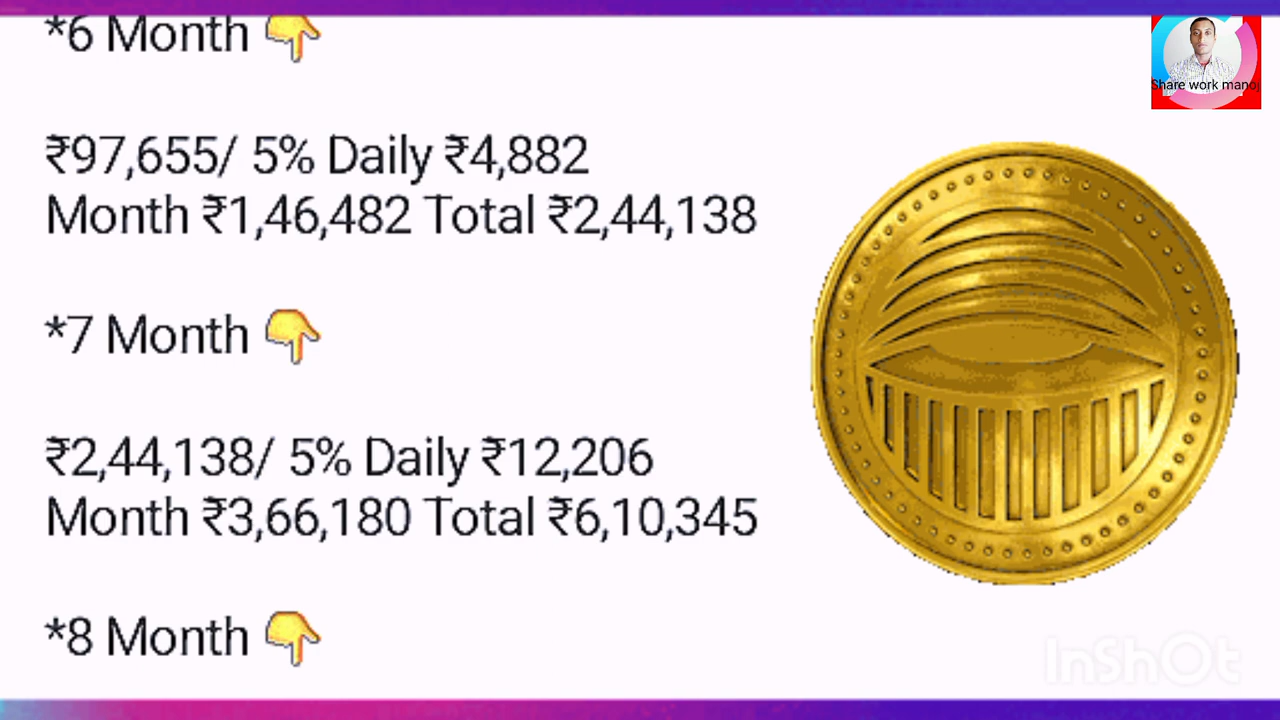 *6 Month 👇
Share work manoj
₹97,655/ 5% Daily ₹4,882
Month ₹1,46,482 Total ₹2,44,138
*7 Month 👇
₹2,44,138/ 5% Daily ₹12,206
Month ₹3,66,180 Total ₹6,10,345
*8 Month 👇
InShOt